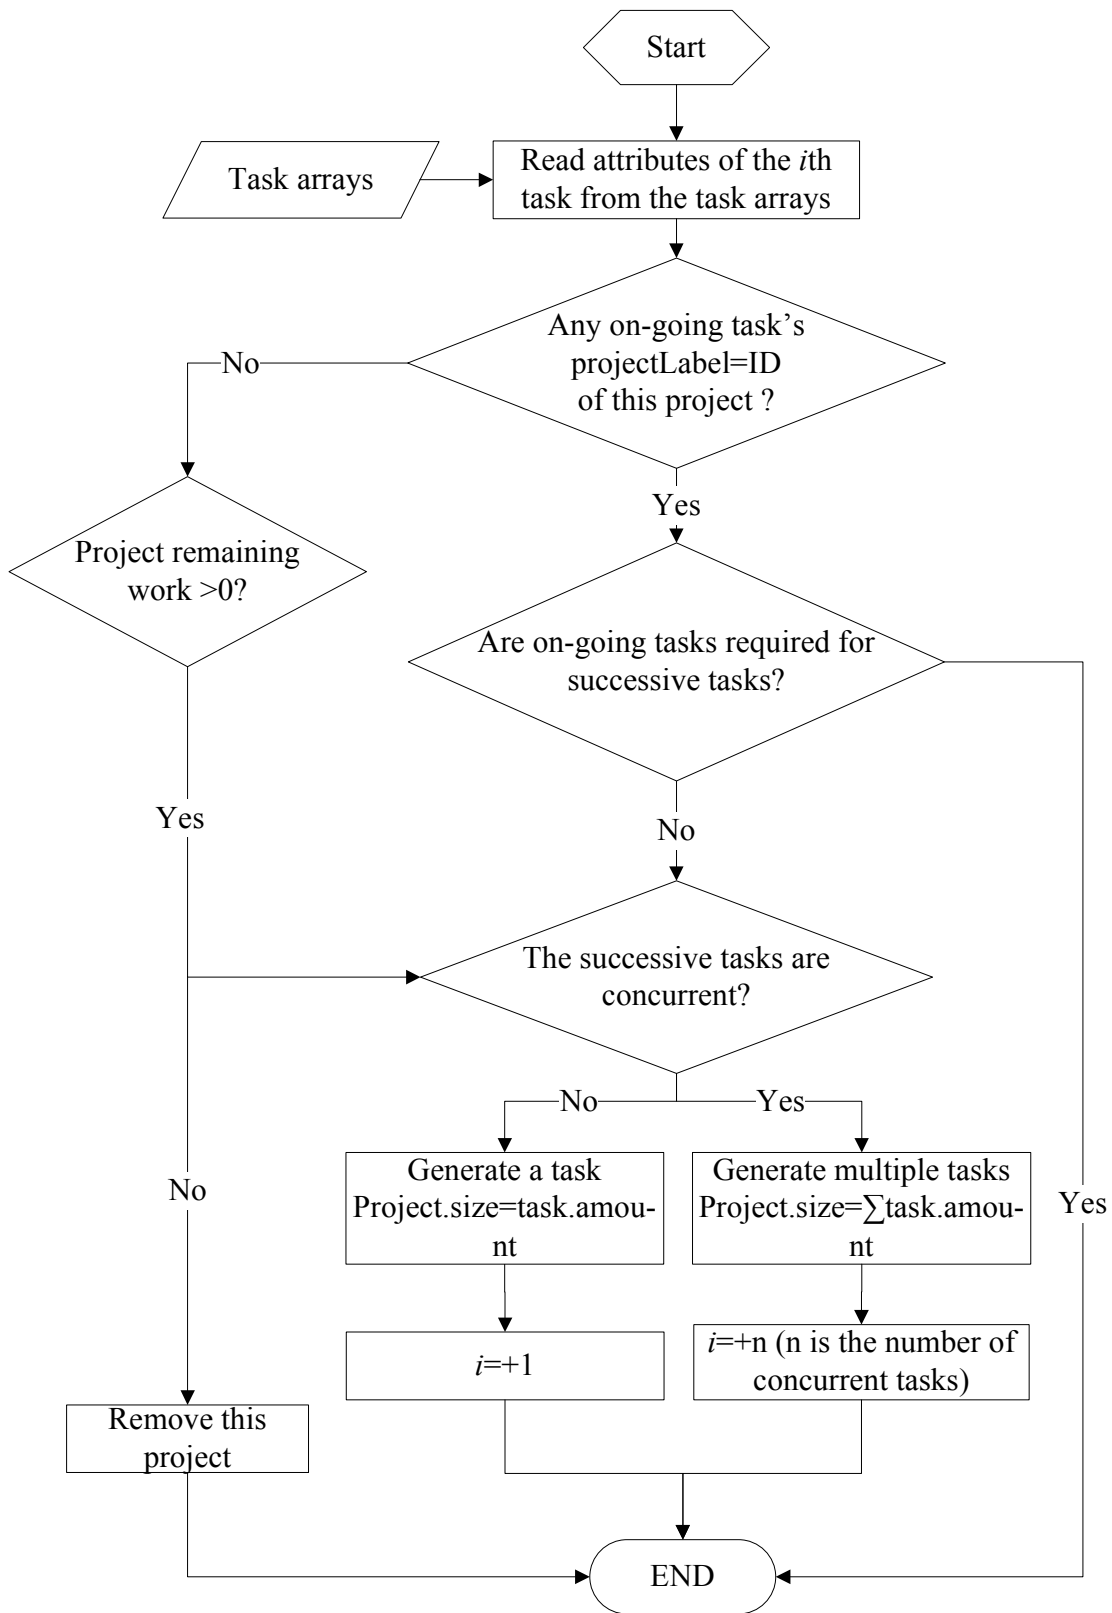 Start
Task arrays
Read attributes of the ith
task from the task arrays
Any on-going task’s
projectLabel=ID
of this project ?
No
Yes
Project remaining
work >0?
Are on-going tasks required for
successive tasks?
Yes
No
The successive tasks are
concurrent?
No
Yes
No
Yes
Generate a task
Project.size=task.amou-
nt
Generate multiple tasks
Project.size=∑task.amou-
nt
i=+1
i=+n (n is the number of
concurrent tasks)
Remove this
project
END